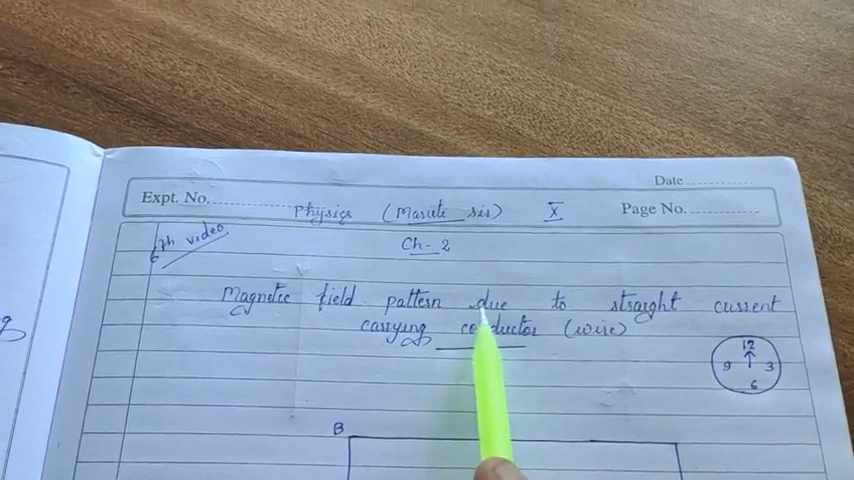 Date
Expt. No. Physics (Maruti sir) X Page No.
6th video
Ch-2
Magnetic field pattern due to straight current
carrying conductor (wire)
12
9 3
6
B